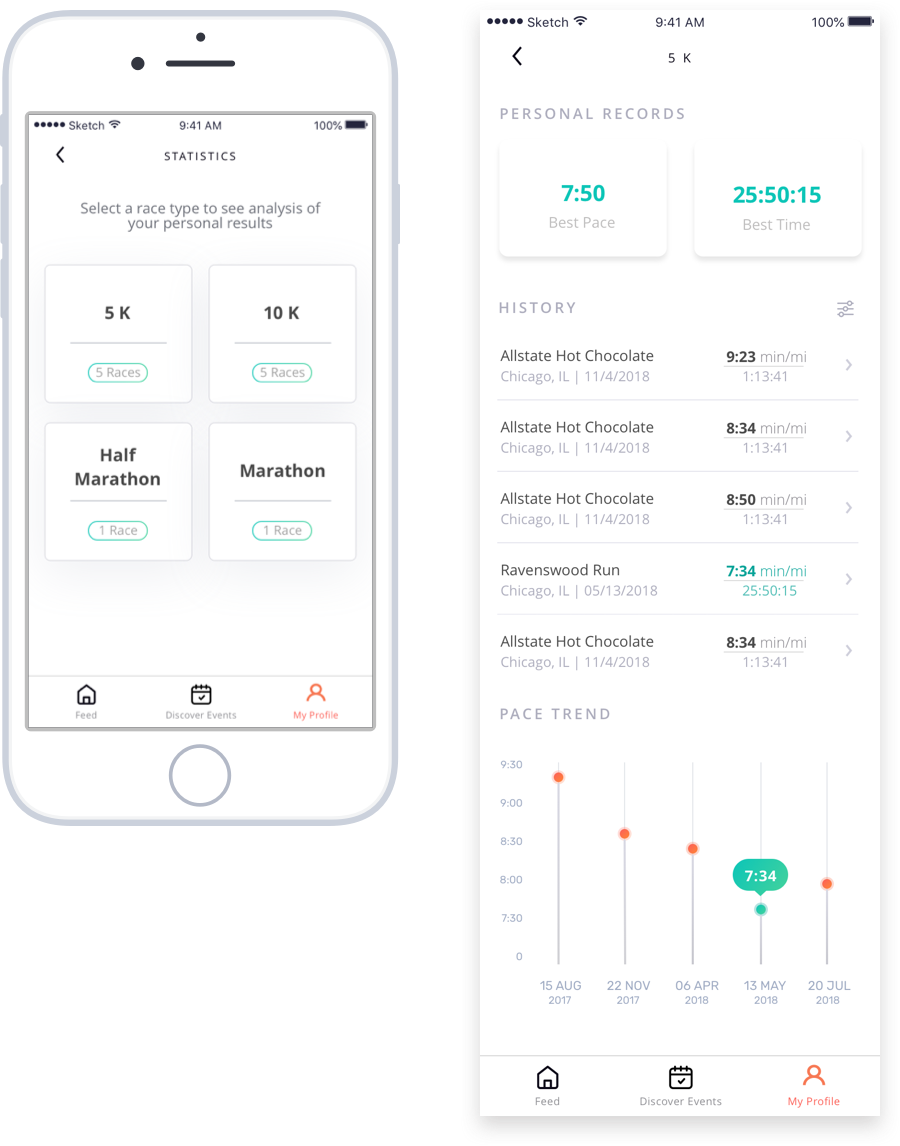 Sketch 9:41 AM 100%
STATISTICS
Select a race type to see analysis of
your personal results
5 K
5 Races
10 K
5 Races
Half
Marathon
1 Race
Marathon
1 Race
Feed Discover Events My Profile
Sketch 9:41 AM 100%
5 K
PERSONAL RECORDS
7:50
Best Pace
25:50:15
Best Time
HISTORY
Allstate Hot Chocolate 9:23 min/mi
Chicago, IL | 11/4/2018 1:13:41
Allstate Hot Chocolate 8:34 min/mi
Chicago, IL | 11/4/2018 1:13:41
Allstate Hot Chocolate 8:50 min/mi
Chicago, IL | 11/4/2018 1:13:41
Ravenswood Run 7:34 min/mi
Chicago, IL | 05/13/2018 25:50:15
Allstate Hot Chocolate 8:34 min/mi
Chicago, IL | 11/4/2018 1:13:41
PACE TREND
9:30
9:00
8:30
8:00
7:34
7:30
0
15 AUG 22 NOV 06 APR 13 MAY 20 JUL
2017 2017 2018 2018 2018
Feed Discover Events My Profile